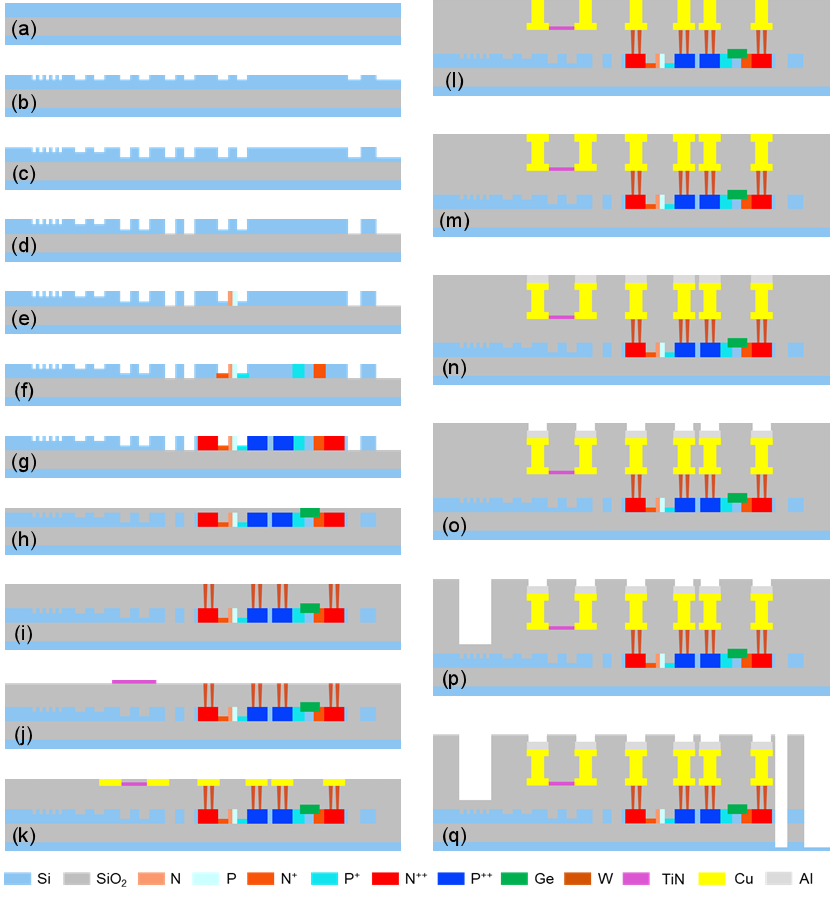 (a)
(b)
(c)
(d)
(e)
(f)
(g)
(h)
(i)
(j)
(k)
(l)
(m)
(n)
(o)
(p)
(q)
Si SiO₂ N P N⁺ P⁺ N⁺⁺ P⁺⁺ Ge W TiN Cu Al